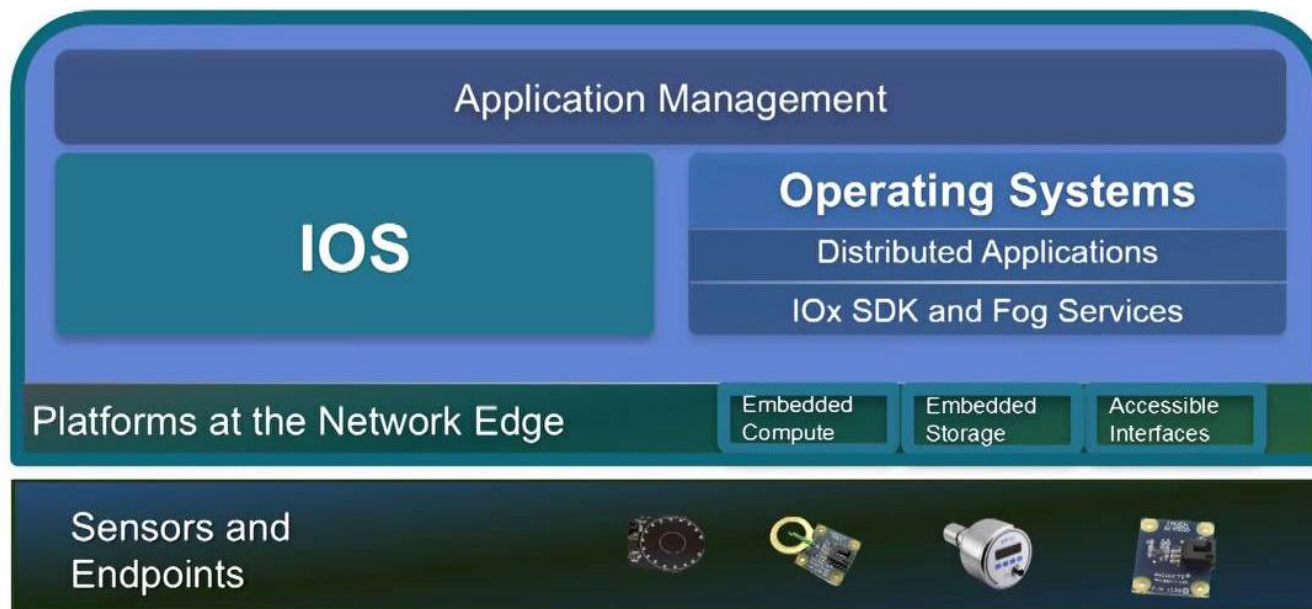 Application Management
IOS
Operating Systems
Distributed Applications
IOx SDK and Fog Services
Platforms at the Network Edge
Embedded
Compute
Embedded
Storage
Accessible
Interfaces
Sensors and
Endpoints